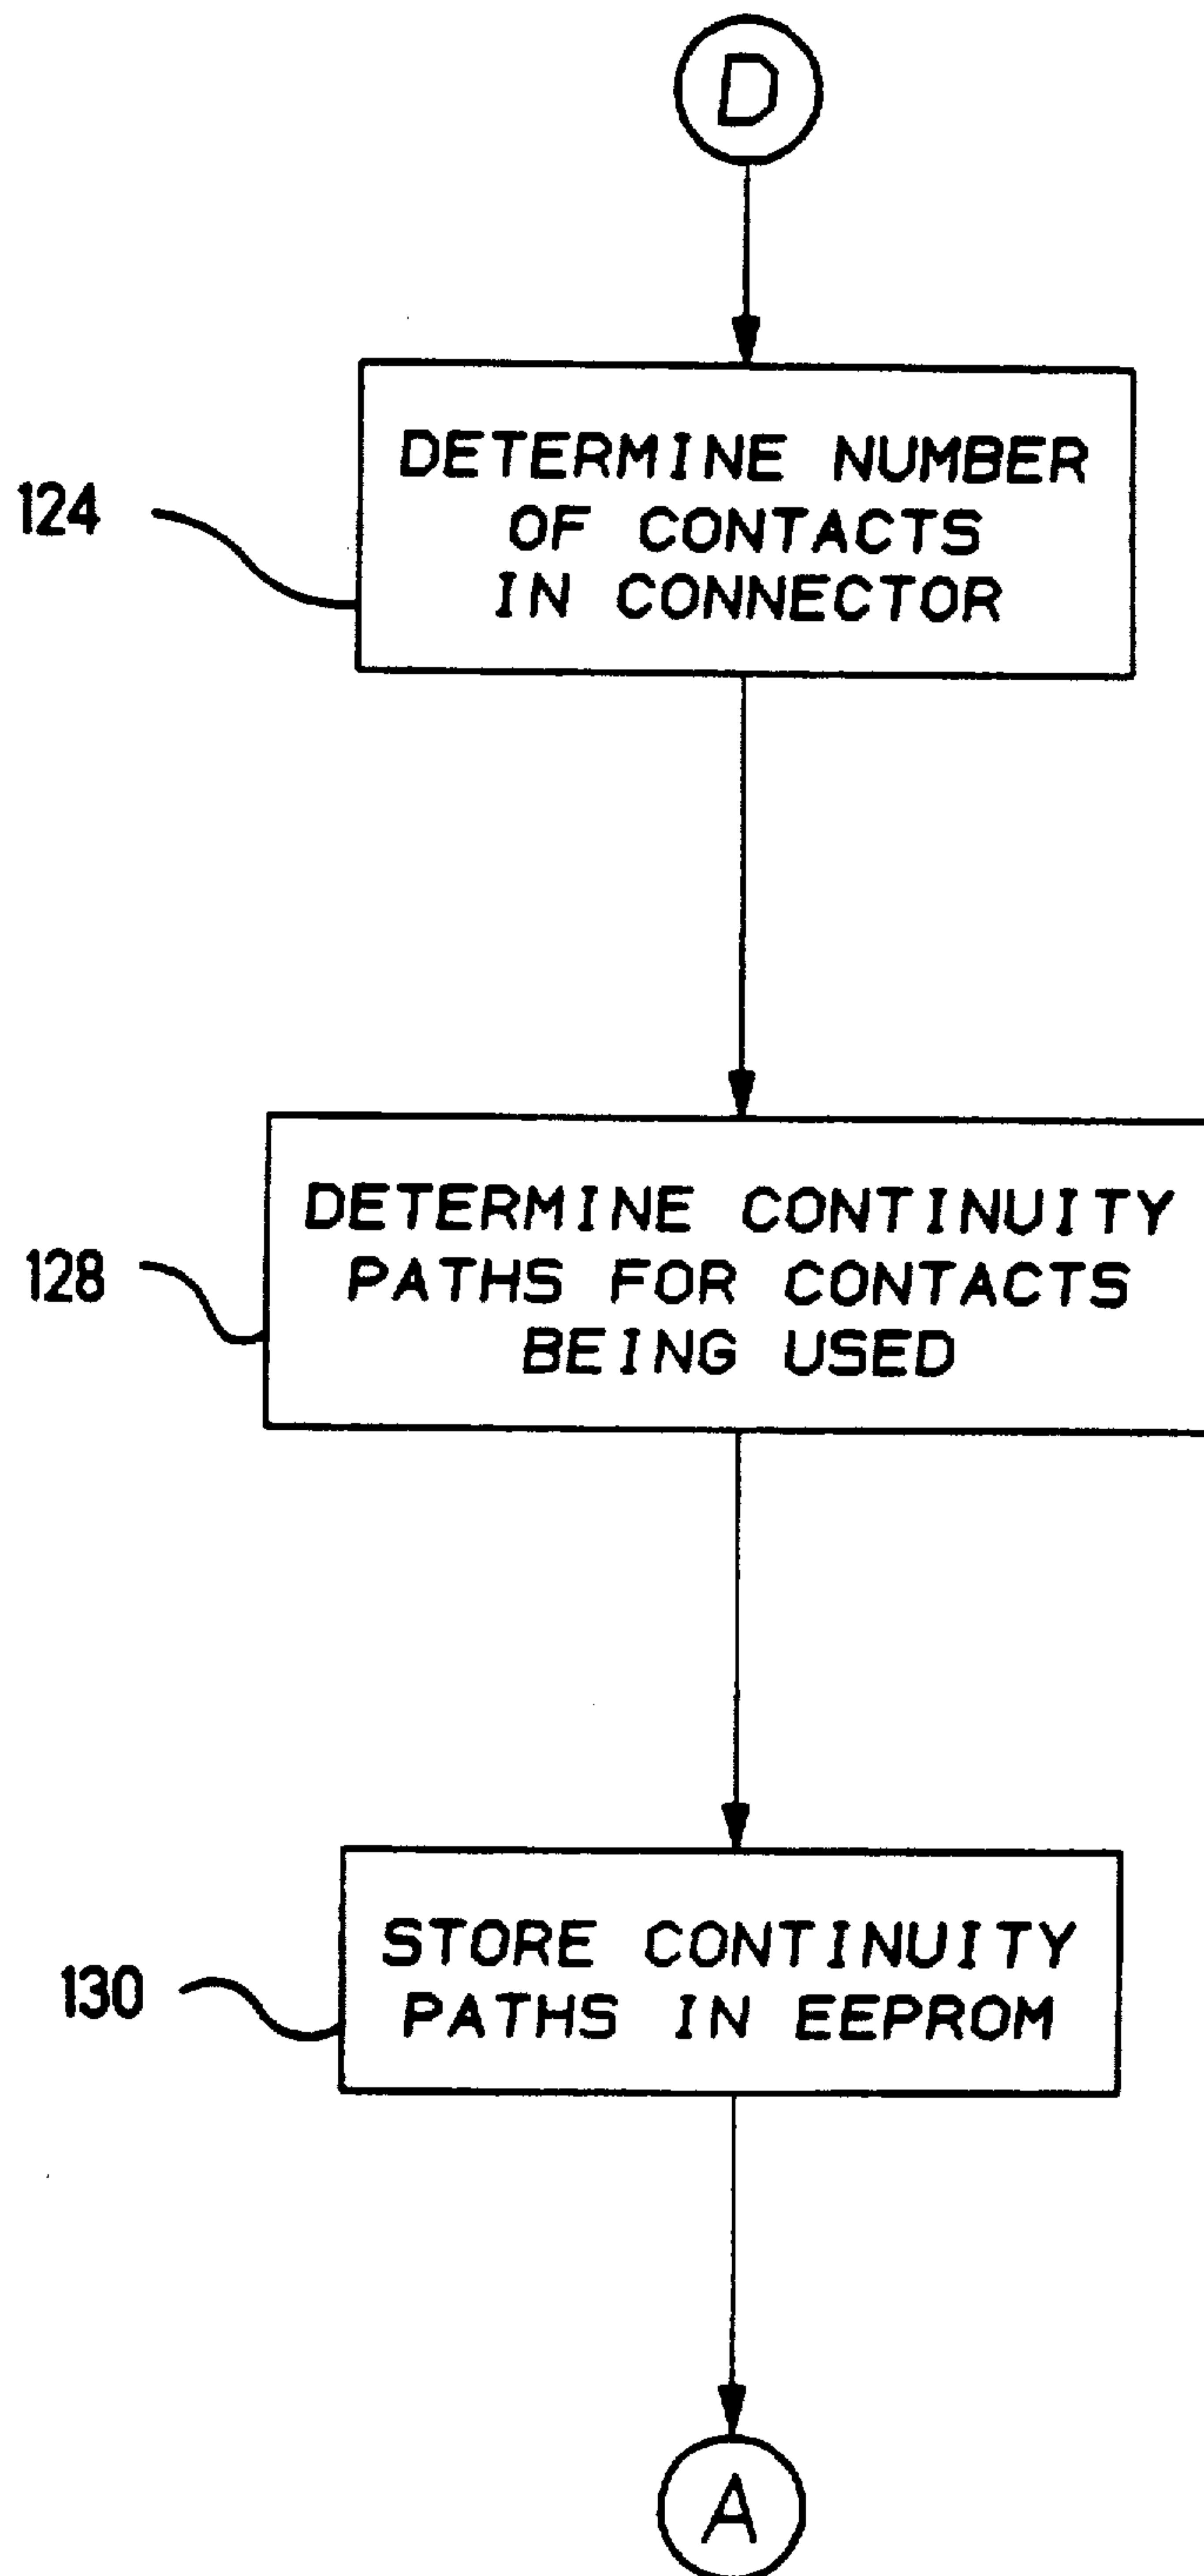 D
124
DETERMINE NUMBER
OF CONTACTS
IN CONNECTOR
128
DETERMINE CONTINUITY
PATHS FOR CONTACTS
BEING USED
130
STORE CONTINUITY
PATHS IN EEPROM
A